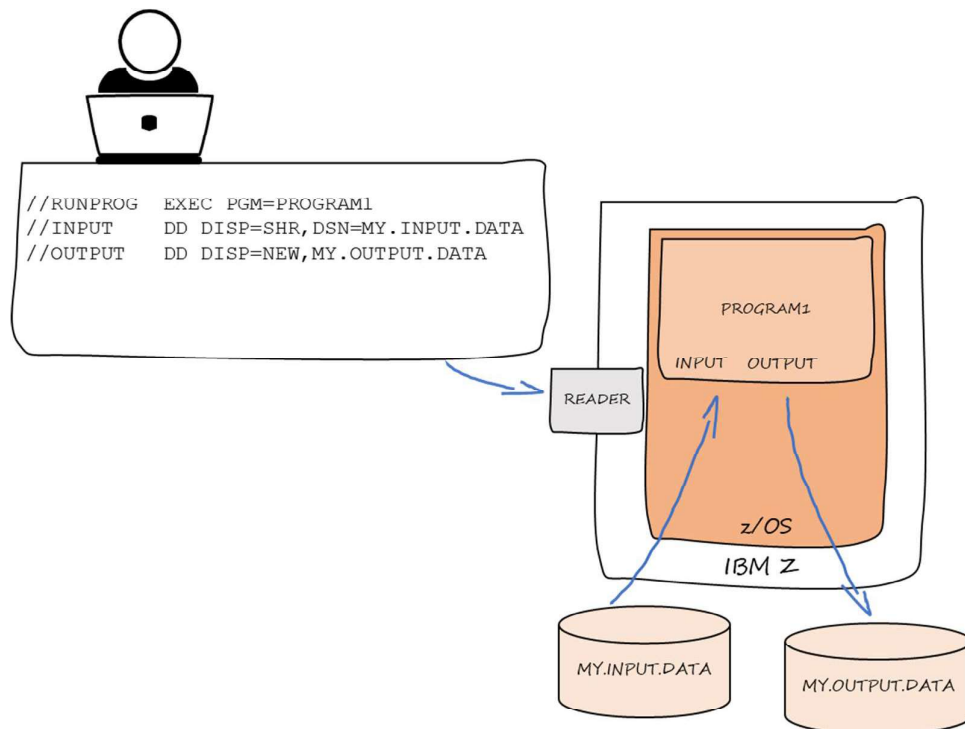 //RUNPROG  EXEC PGM=PROGRAM1
//INPUT    DD DISP=SHR,DSN=MY.INPUT.DATA
//OUTPUT   DD DISP=NEW,MY.OUTPUT.DATA
PROGRAM1
INPUT OUTPUT
READER
z/OS
IBM Z
MY.INPUT.DATA
MY.OUTPUT.DATA